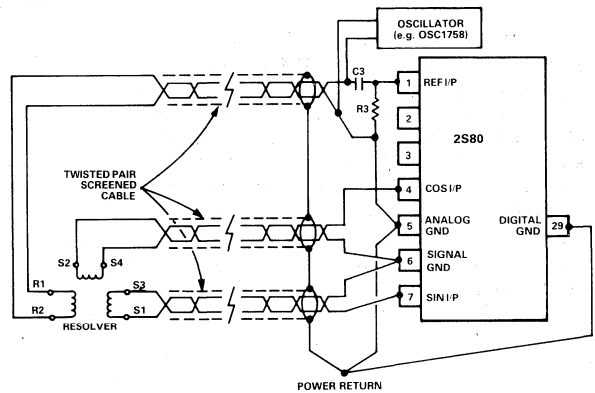 OSCILLATOR
(e.g. OSC1758)
C3
1
REF I/P
R3
2
2S80
3
TWISTED PAIR
SCREENED
CABLE
4
COS I/P
5
ANALOG
GND
DIGITAL
GND
29
S2
S4
6
SIGNAL
GND
R1
S3
7
SIN I/P
R2
S1
RESOLVER
POWER RETURN